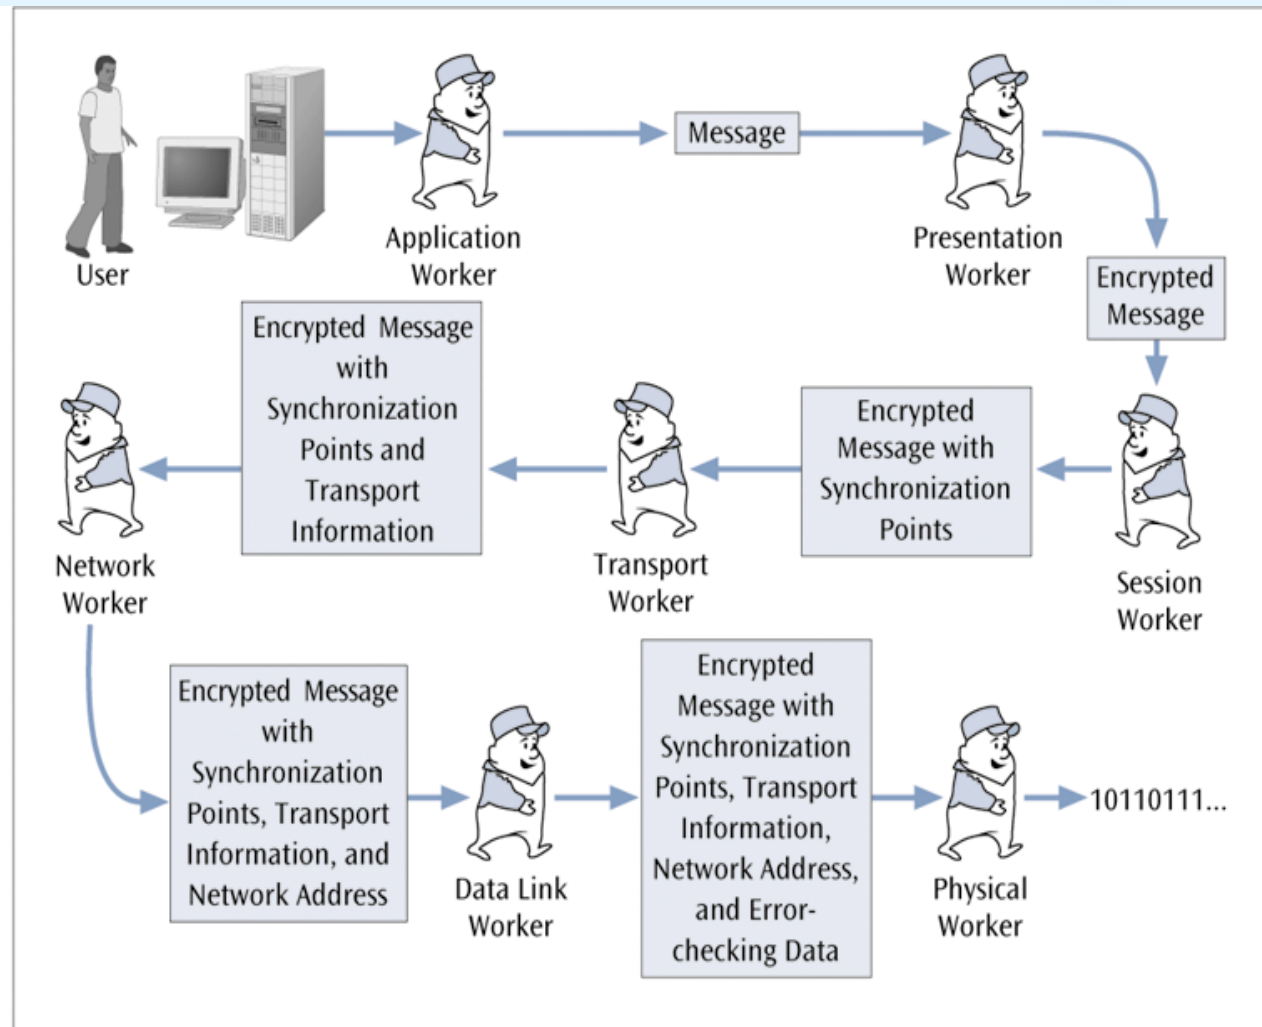 Message
User
Application
Worker
Presentation
Worker
Encrypted
Message
Encrypted Message
with
Synchronization
Points and
Transport
Information
Encrypted
Message with
Synchronization
Points
Network
Worker
Transport
Worker
Session
Worker
Encrypted Message
with
Synchronization
Points, Transport
Information, and
Network Address
Data Link
Worker
Encrypted
Message with
Synchronization
Points, Transport
Information,
Network Address,
and Error-
checking Data
Physical
Worker
10110111...